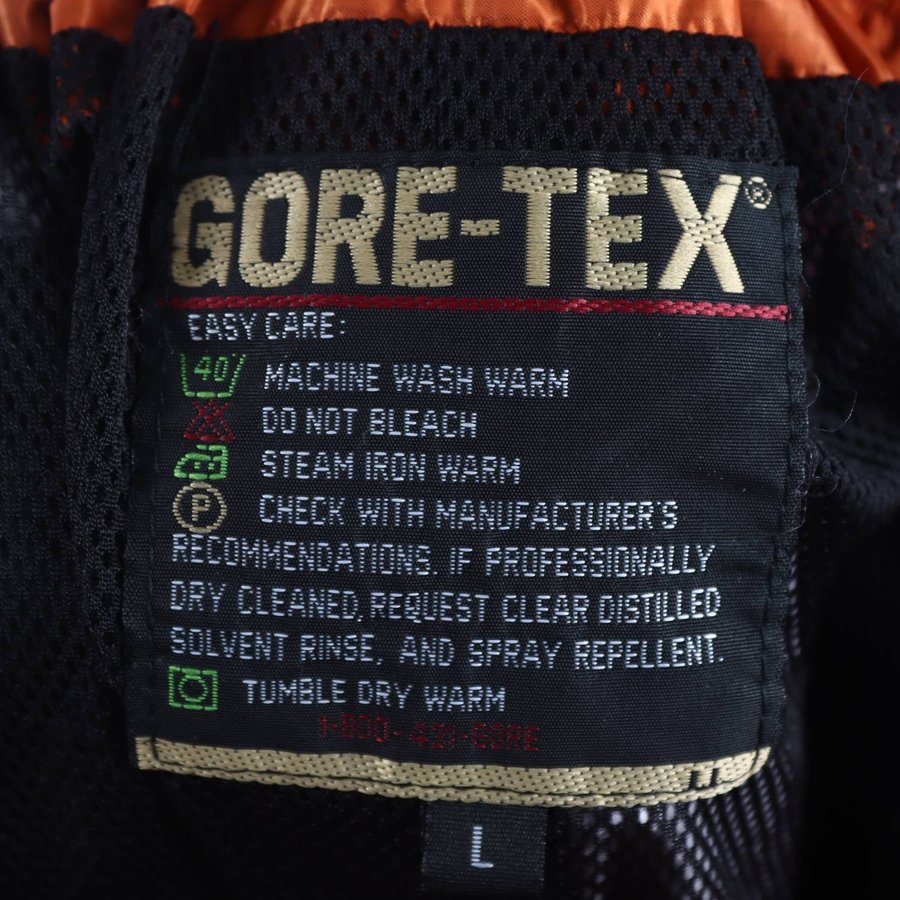 GORE-TEX®
EASY CARE:
40° MACHINE WASH WARM
DO NOT BLEACH
STEAM IRON WARM
P CHECK WITH MANUFACTURER'S
RECOMMENDATIONS. IF PROFESSIONALLY
DRY CLEANED, REQUEST CLEAR DISTILLED
SOLVENT RINSE, AND SPRAY REPELLENT.
TUMBLE DRY WARM
1-800-431-GORE
L